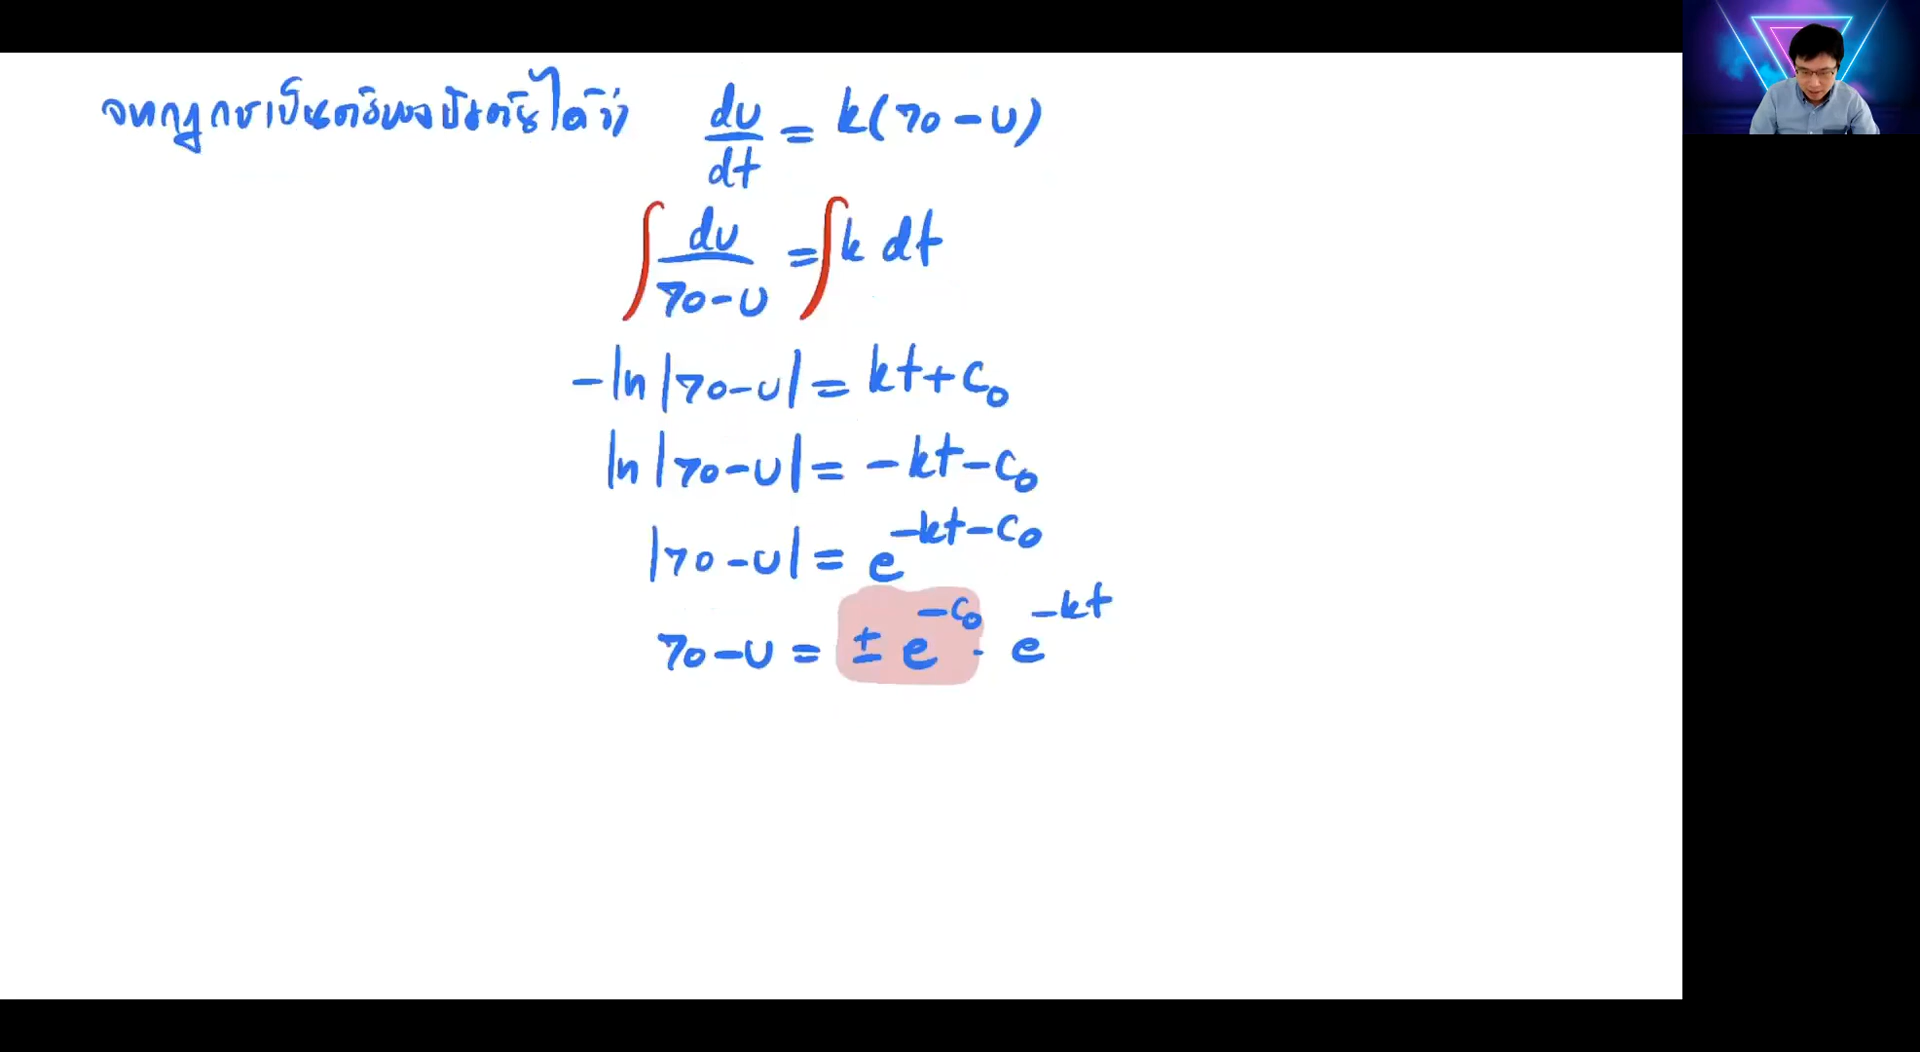 จากกฎการเย็นตัวของนิวตันได้ว่า du/dt = k(70-u)
∫ du/(70-u) = ∫ k dt
-ln|70-u| = kt+c₀
ln|70-u| = -kt-c₀
|70-u| = e^(-kt-c₀)
70-u = ± e^(-c₀) · e^(-kt)